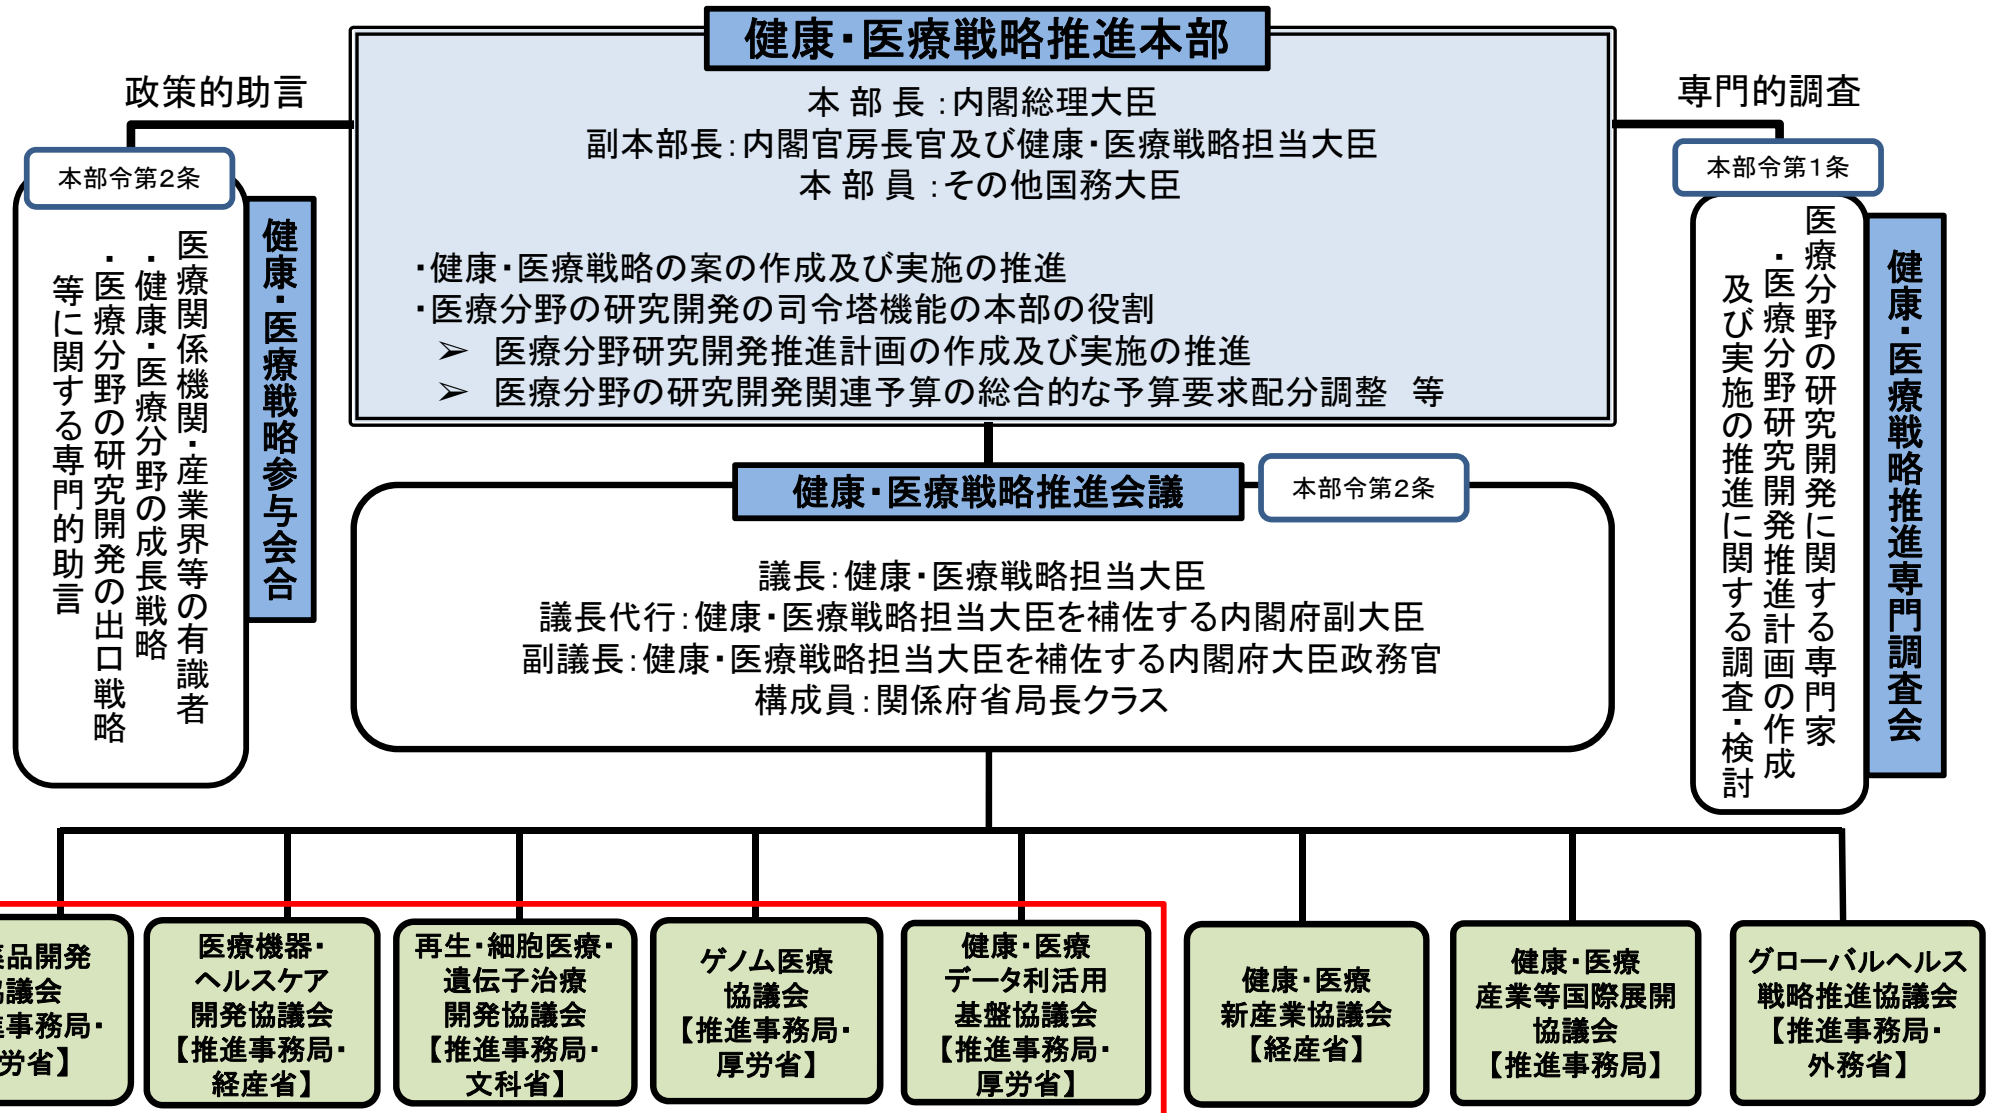 健康・医療戦略推進本部
政策的助言
専門的調査
本部長:内閣総理大臣
副本部長:内閣官房長官及び健康・医療戦略担当大臣
本部員:その他国務大臣
・健康・医療戦略の案の作成及び実施の推進
・医療分野の研究開発の司令塔機能の本部の役割
➢ 医療分野研究開発推進計画の作成及び実施の推進
➢ 医療分野の研究開発関連予算の総合的な予算要求配分調整 等
本部令第2条
健康・医療戦略参与会合
医療関係機関・産業界等の有識者
・健康・医療分野の成長戦略
・医療分野の研究開発の出口戦略
等に関する専門的助言
本部令第1条
健康・医療戦略推進専門調査会
医療分野の研究開発に関する専門家
・医療分野研究開発推進計画の作成
及び実施の推進に関する調査・検討
健康・医療戦略推進会議
本部令第2条
議長:健康・医療戦略担当大臣
議長代行:健康・医療戦略担当大臣を補佐する内閣府副大臣
副議長:健康・医療戦略担当大臣を補佐する内閣府大臣政務官
構成員:関係府省局長クラス
品開発
議会
事務局・
労省】
医療機器・
ヘルスケア
開発協議会
【推進事務局・
経産省】
再生・細胞医療・
遺伝子治療
開発協議会
【推進事務局・
文科省】
ゲノム医療
協議会
【推進事務局・
厚労省】
健康・医療
データ利活用
基盤協議会
【推進事務局・
厚労省】
健康・医療
新産業協議会
【経産省】
健康・医療
産業等国際展開
協議会
【推進事務局】
グローバルヘルス
戦略推進協議会
【推進事務局・
外務省】